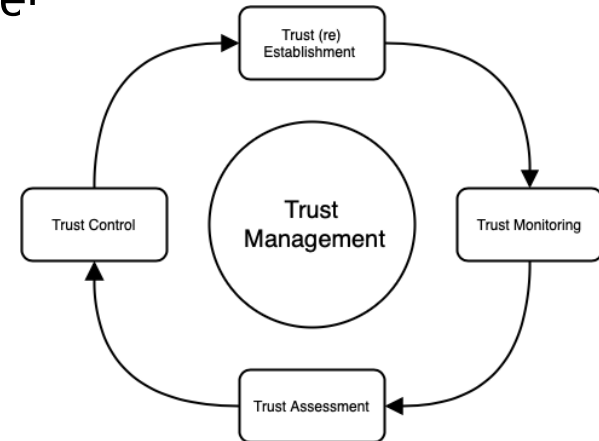 Trust (re)
Establishment
Trust Control
Trust
Management
Trust Monitoring
Trust Assessment